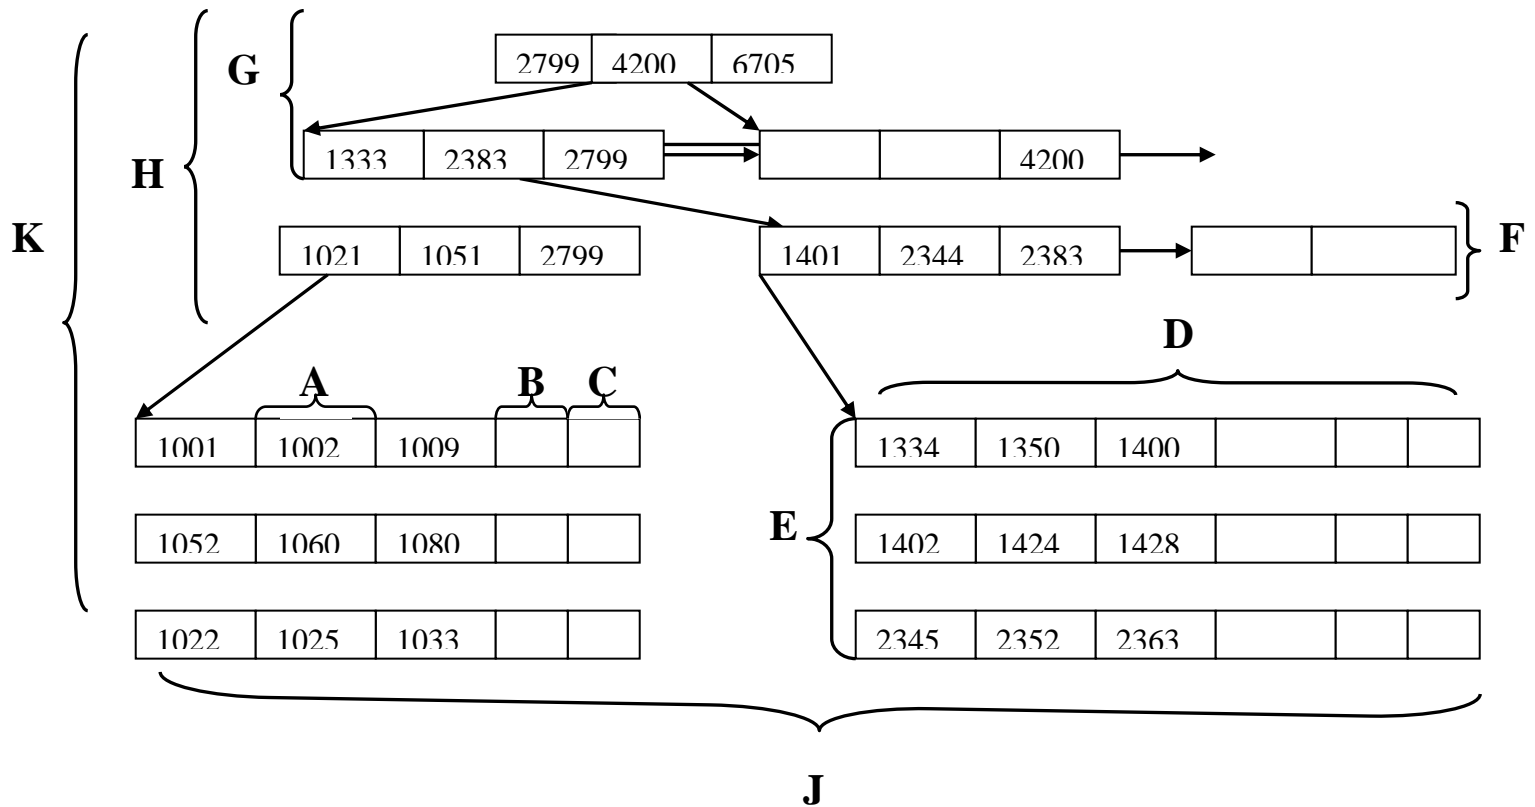 G
2799 4200 6705
H
1333 2383 2799 4200
K
1021 1051 2799 1401 2344 2383
F
D
A B C
1001 1002 1009 1334 1350 1400
E
1052 1060 1080 1402 1424 1428
1022 1025 1033 2345 2352 2363
J